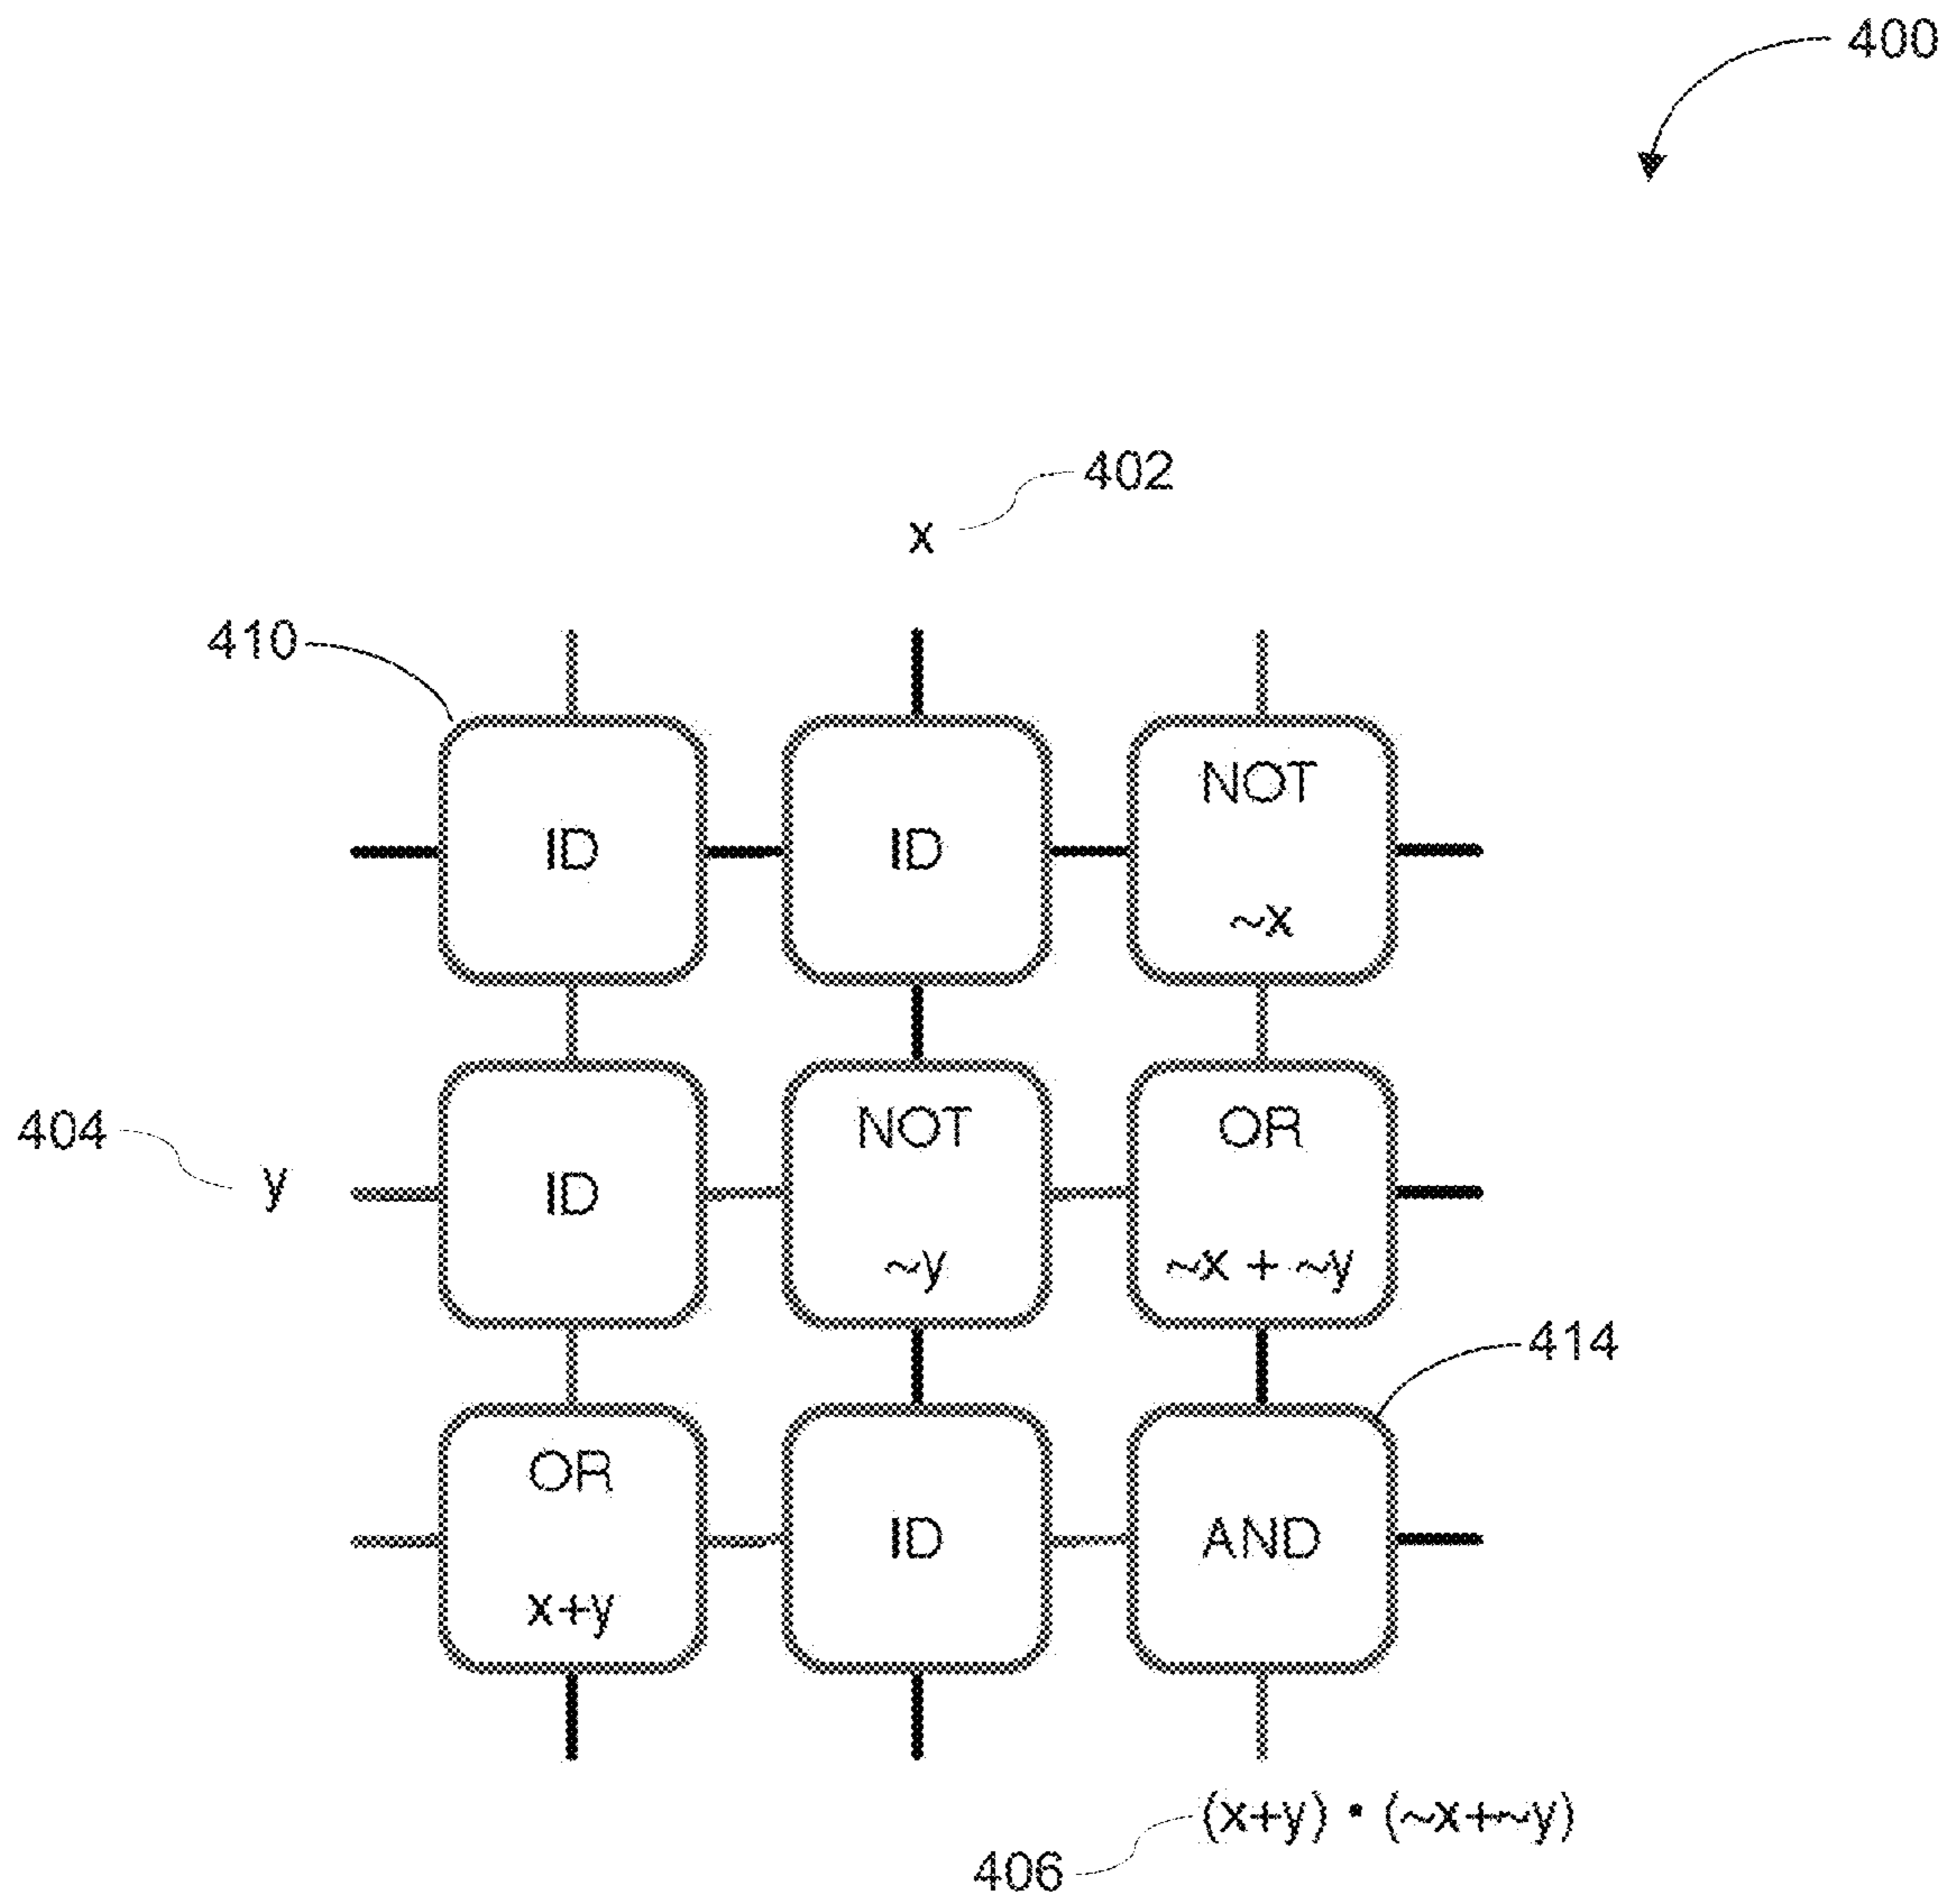 400
402
x
410
ID
ID
NOT
~x
404
y
ID
NOT
~y
OR
~x + ~y
414
OR
x+y
ID
AND
(x+y) • (~x+~y)
406